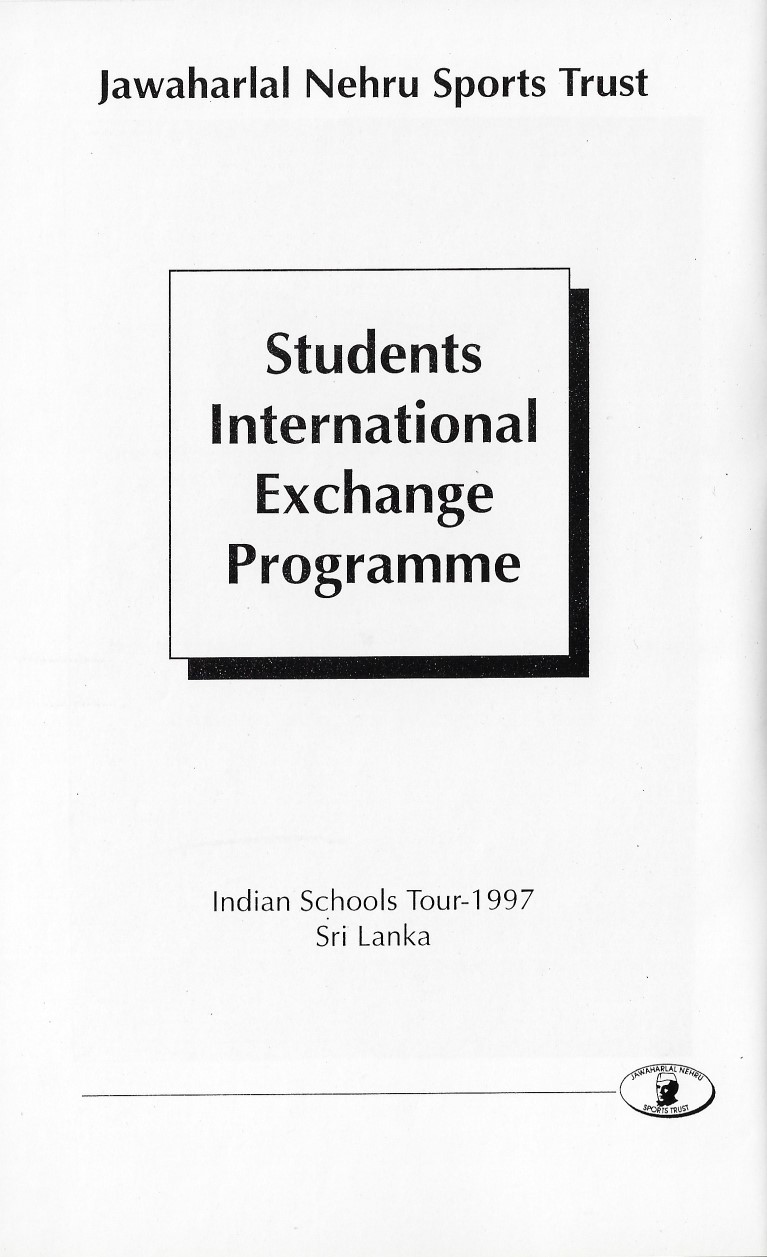 Jawaharlal Nehru Sports Trust
Students
International
Exchange
Programme
Indian Schools Tour-1997
Sri Lanka
JAWAHARLAL NEHRU
SPORTS TRUST